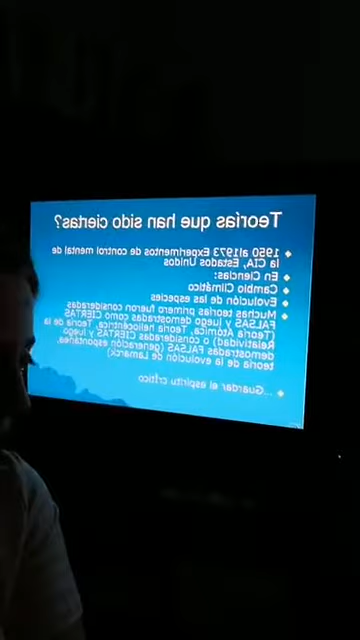 Teorías que han sido ciertas?
1950 al1973 Experimentos de control mental de
la CIA, Estados Unidos
En Ciencias:
Cambio Climático
Evolución de las especies
Muchas teorías primero fueron consideradas
FALSAS y luego demostradas como CIERTAS
(Teoría Atómica, Teoría heliocéntrica, Teoría de la
Relatividad) o consideradas CIERTAS y luego
demostradas FALSAS (generación espontánea,
teoría de la evolución de Lamarck)
...Guardar el espíritu crítico